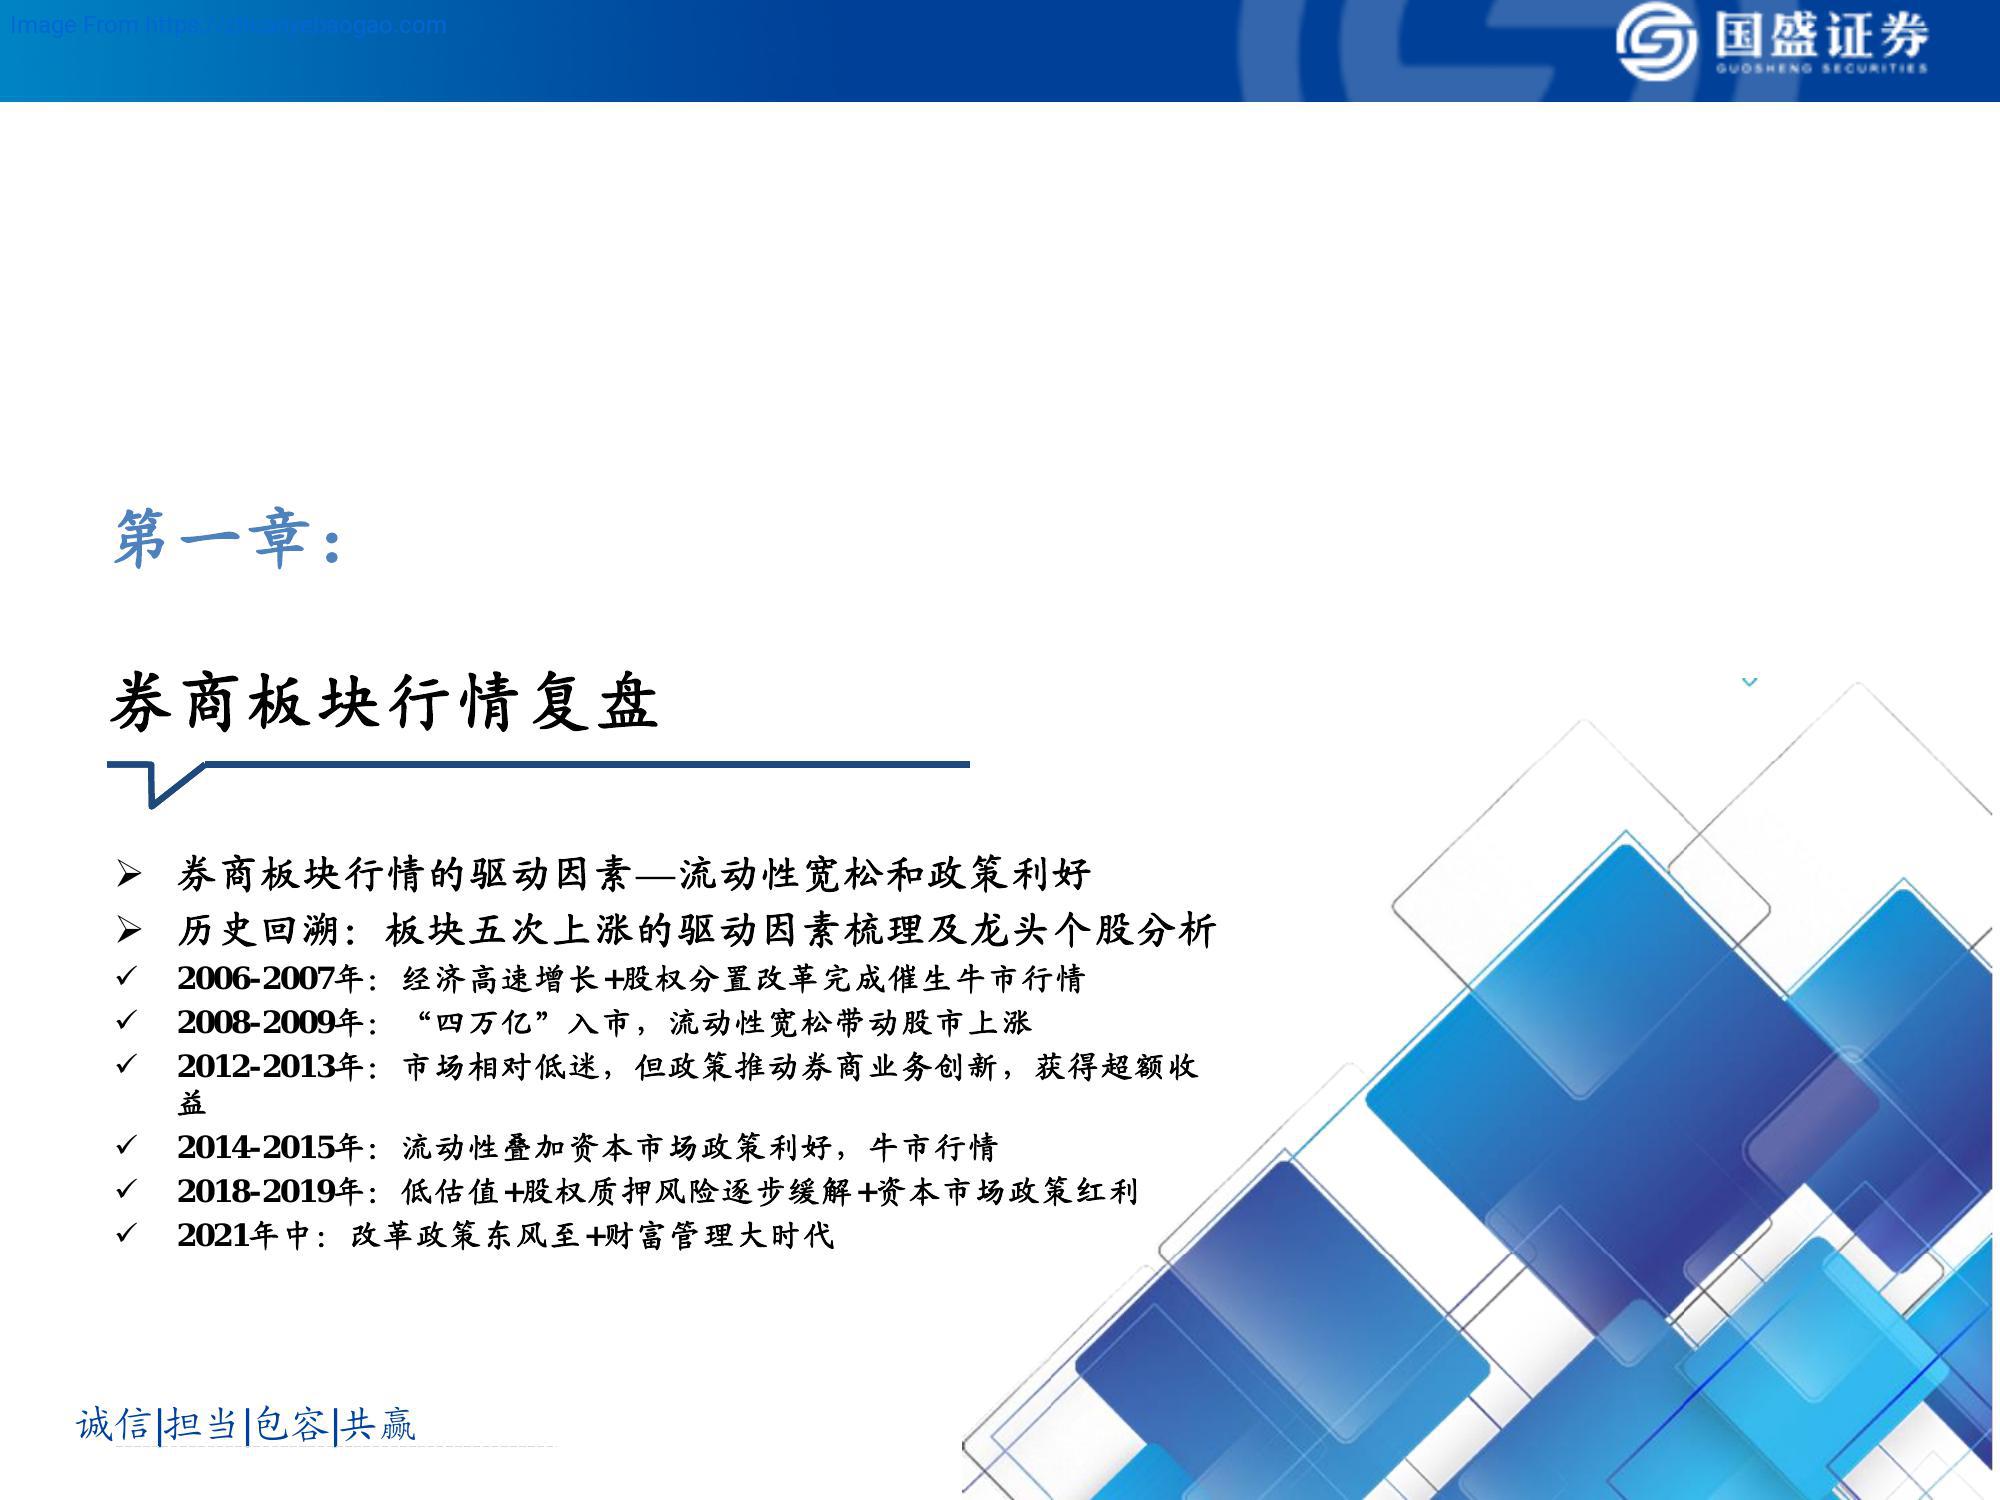 Image From https://zhuanyebaogao.com
国盛证券
GUOSHENG SECURITIES
第一章：
券商板块行情复盘
➢ 券商板块行情的驱动因素—流动性宽松和政策利好
➢ 历史回溯：板块五次上涨的驱动因素梳理及龙头个股分析
✓ 2006-2007年：经济高速增长+股权分置改革完成催生牛市行情
✓ 2008-2009年：“四万亿”入市，流动性宽松带动股市上涨
✓ 2012-2013年：市场相对低迷，但政策推动券商业务创新，获得超额收
益
✓ 2014-2015年：流动性叠加资本市场政策利好，牛市行情
✓ 2018-2019年：低估值+股权质押风险逐步缓解+资本市场政策红利
✓ 2021年中：改革政策东风至+财富管理大时代
诚信|担当|包容|共赢